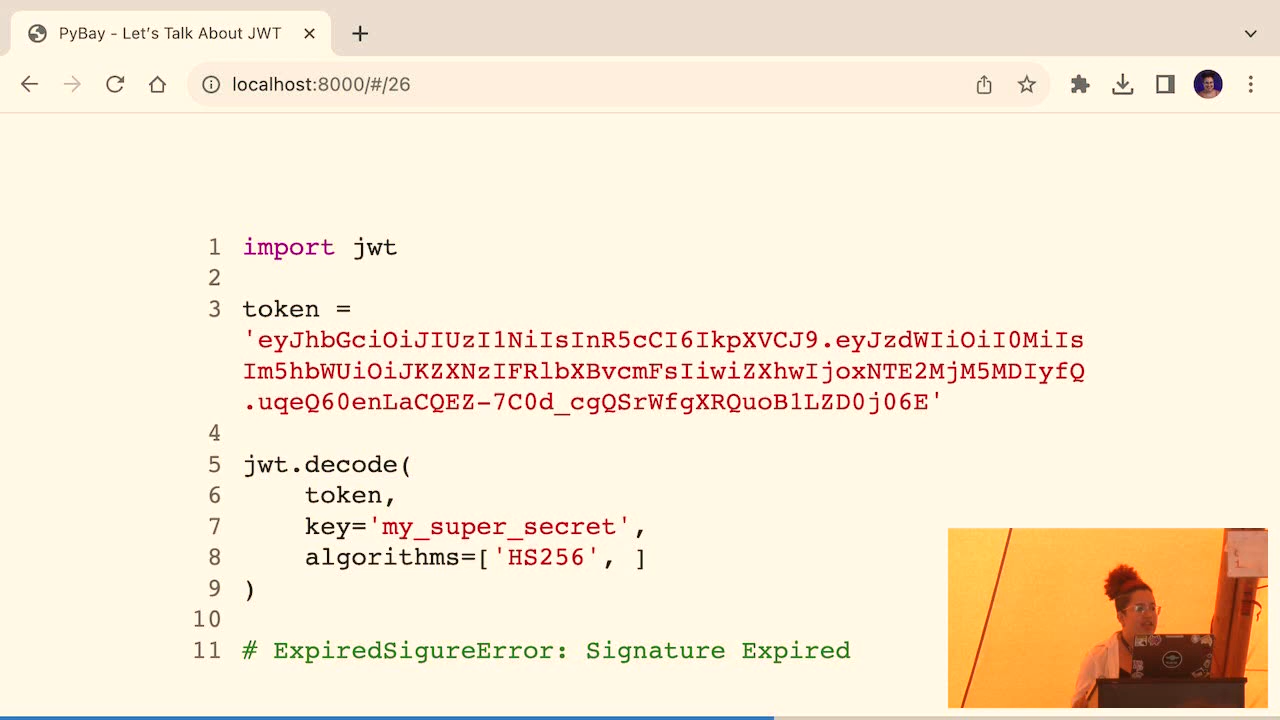 PyBay - Let's Talk About JWT
localhost:8000/#/26
1 import jwt
2
3 token =
'eyJhbGciOiJIUzI1NiIsInR5cCI6IkpXVCJ9.eyJzdWIiOiI0MiIs
Im5hbWUiOiJKZXNzIFRlbXBvcmFsIiwiZXhwIjoxNTE2MjM5MDIyfQ
.uqeQ60enLaCQEZ-7C0d_cgQSrWfgXRQuoB1LZD0j06E'
4
5 jwt.decode(
6     token,
7     key='my_super_secret',
8     algorithms=['HS256', ]
9 )
10
11 # ExpiredSigureError: Signature Expired